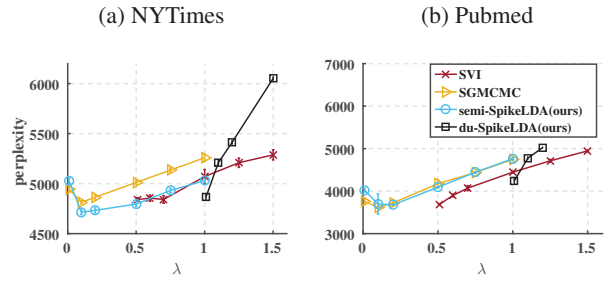 (a) NYTimes
(b) Pubmed
perplexity
6000
5500
5000
4500
0
0.5
1
1.5
λ
7000
6000
5000
4000
3000
0
0.5
1
1.5
λ
SVI
SGMCMC
semi-SpikeLDA(ours)
du-SpikeLDA(ours)